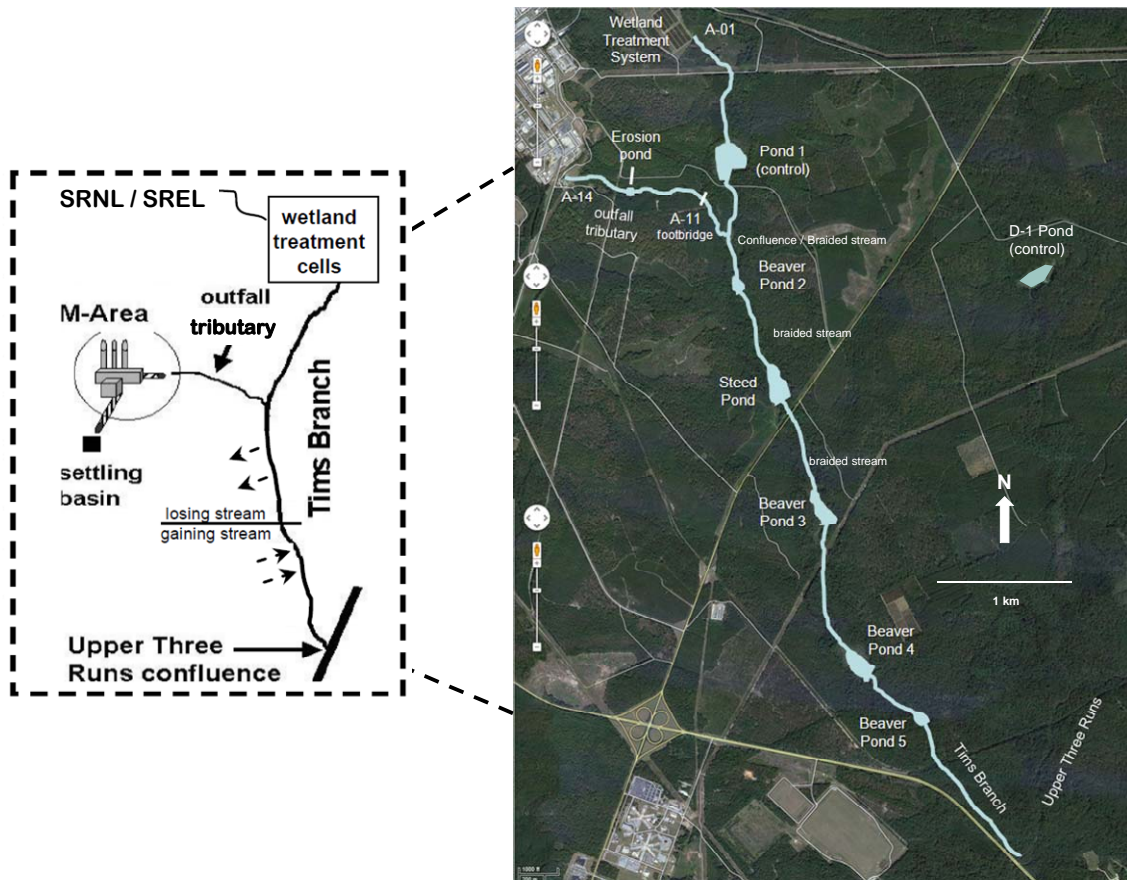 SRNL / SREL
wetland
treatment
cells
outfall
tributary
M-Area
settling
basin
Tims Branch
losing stream
gaining stream
Upper Three
Runs confluence
Wetland
Treatment
System
A-01
Erosion
pond
Pond 1
(control)
A-14
outfall
tributary
A-11
footbridge
Confluence / Braided stream
D-1 Pond
(control)
Beaver
Pond 2
braided stream
Steed
Pond
braided stream
Beaver
Pond 3
N
1 km
Beaver
Pond 4
Beaver
Pond 5
Tims Branch
Upper Three Runs